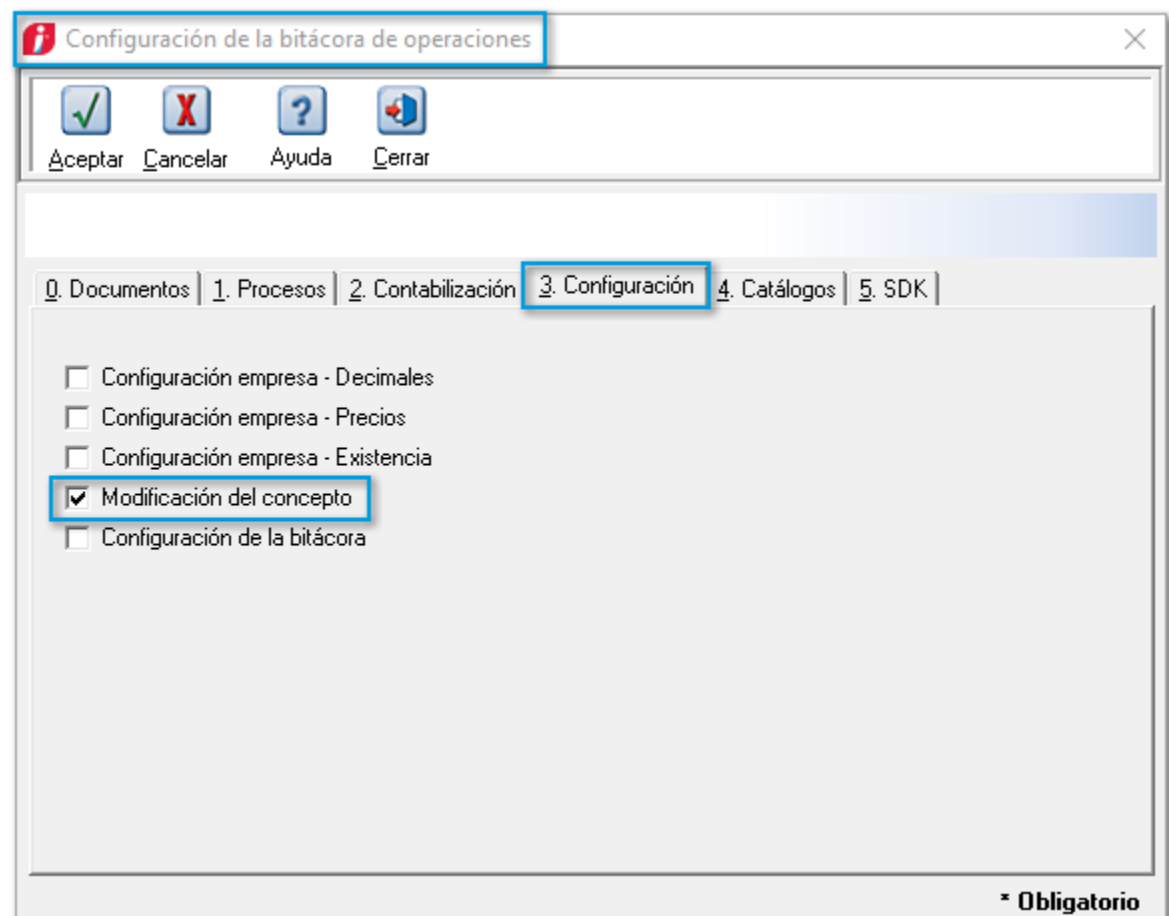 Configuración de la bitácora de operaciones
Aceptar Cancelar Ayuda Cerrar
0. Documentos 1. Procesos 2. Contabilización 3. Configuración 4. Catálogos 5. SDK
Configuración empresa - Decimales
Configuración empresa - Precios
Configuración empresa - Existencia
Modificación del concepto
Configuración de la bitácora
* Obligatorio